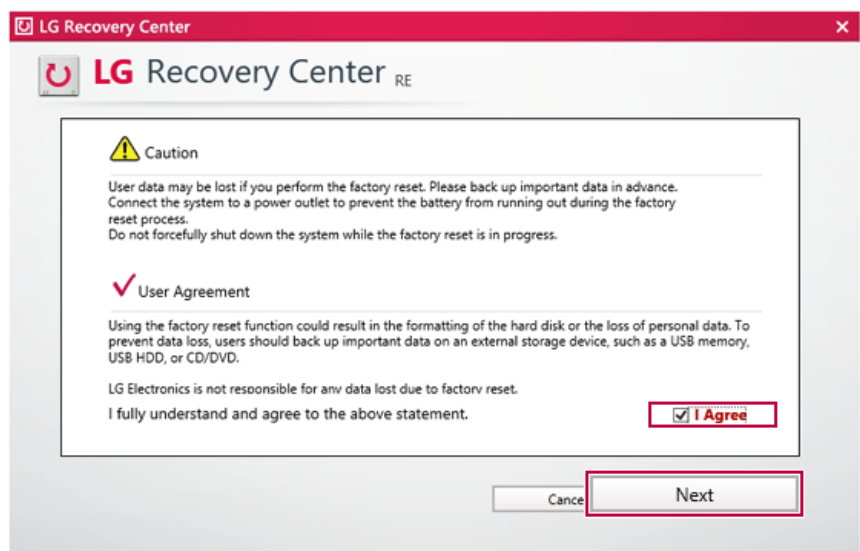 LG Recovery Center
LG Recovery Center RE
Caution
User data may be lost if you perform the factory reset. Please back up important data in advance.
Connect the system to a power outlet to prevent the battery from running out during the factory
reset process.
Do not forcefully shut down the system while the factory reset is in progress.
User Agreement
Using the factory reset function could result in the formatting of the hard disk or the loss of personal data. To
prevent data loss, users should back up important data on an external storage device, such as a USB memory,
USB HDD, or CD/DVD.
LG Electronics is not responsible for any data lost due to factory reset.
I fully understand and agree to the above statement.
I Agree
Cance
Next